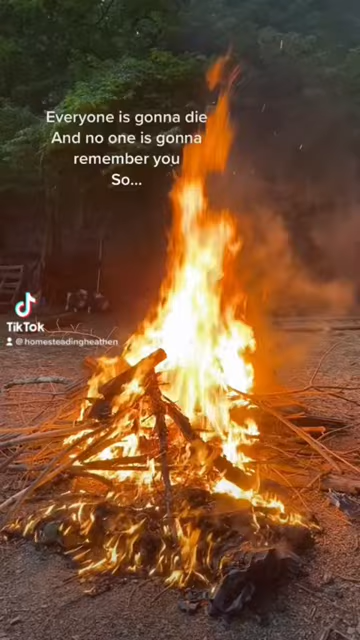 Everyone is gonna die
And no one is gonna
remember you
So...
TikTok
@homesteadingheathen